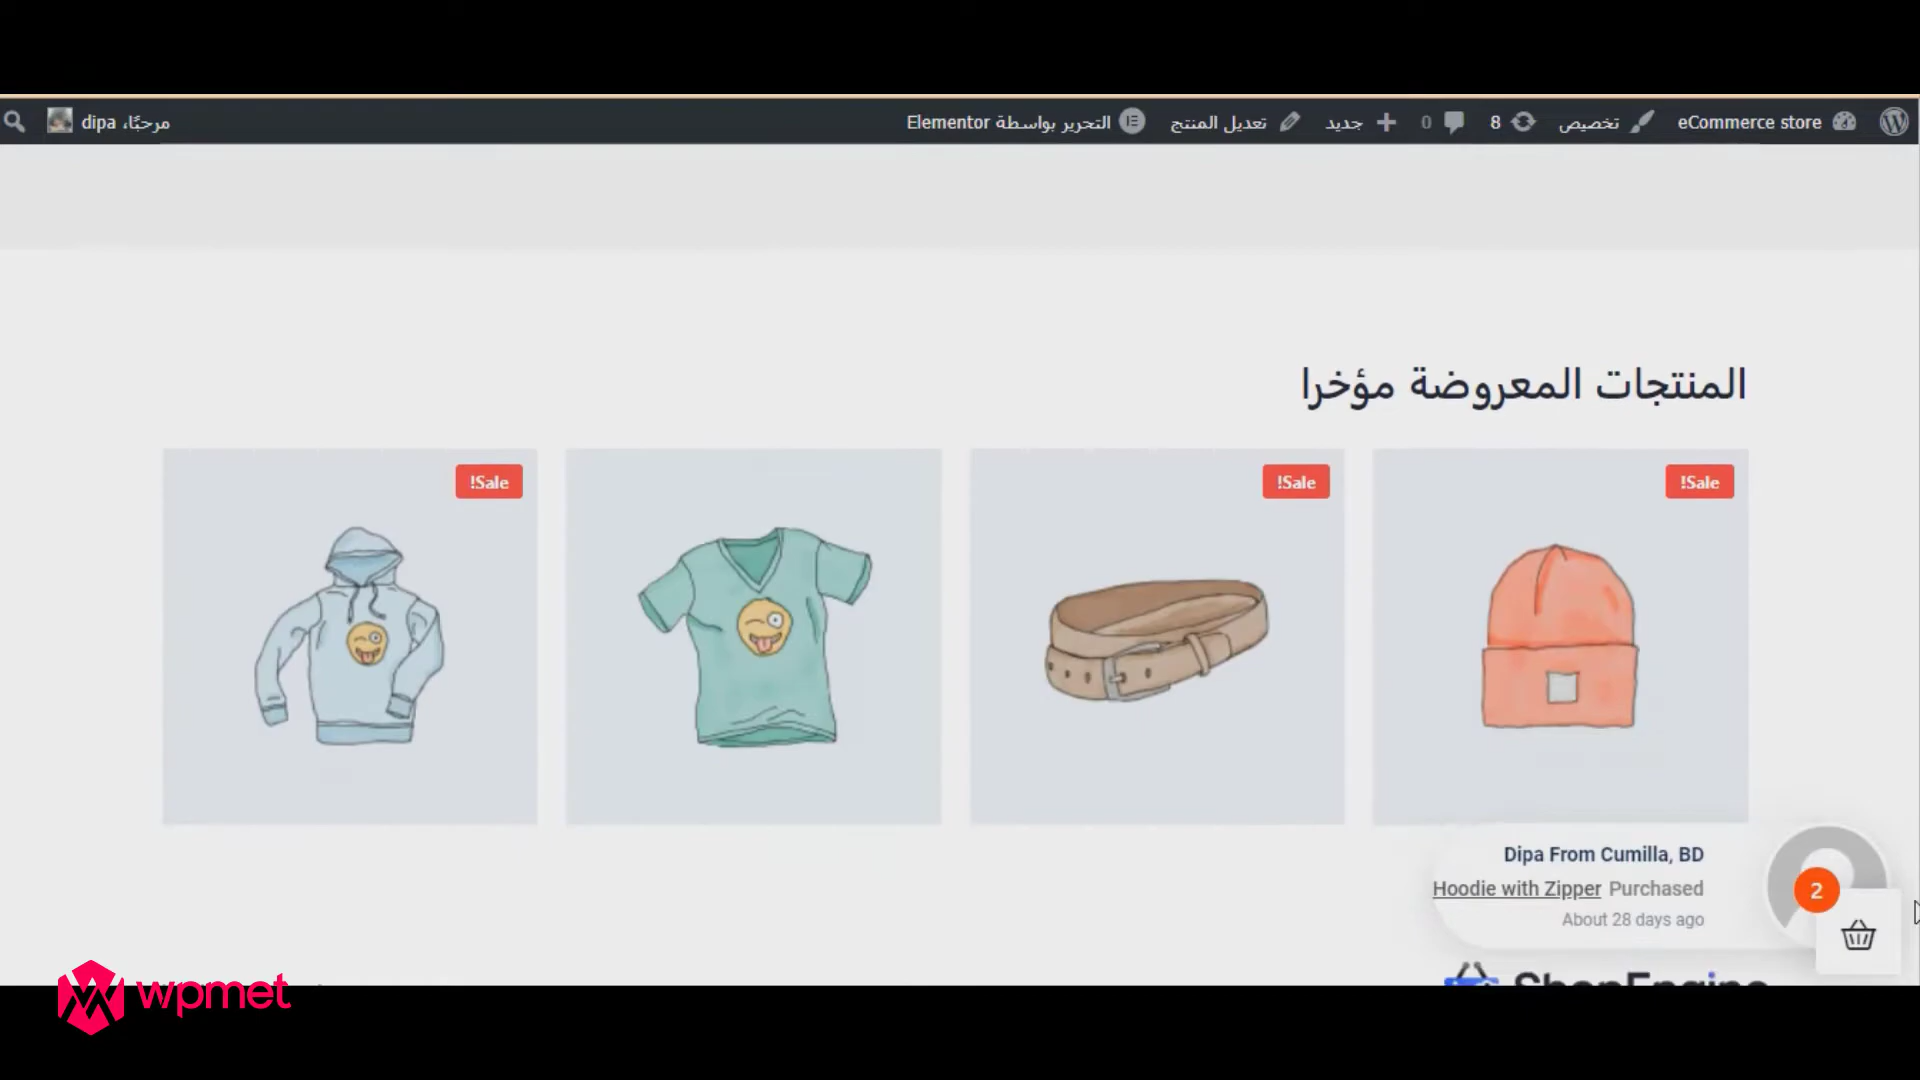 eCommerce store
تخصيص
8
0
جديد
تعديل المنتج
التحرير بواسطة Elementor
مرحبًا، dipa
المنتجات المعروضة مؤخرا
!Sale
!Sale
!Sale
Dipa From Cumilla, BD
Hoodie with Zipper Purchased
About 28 days ago
2
ShopEngine
wpmet